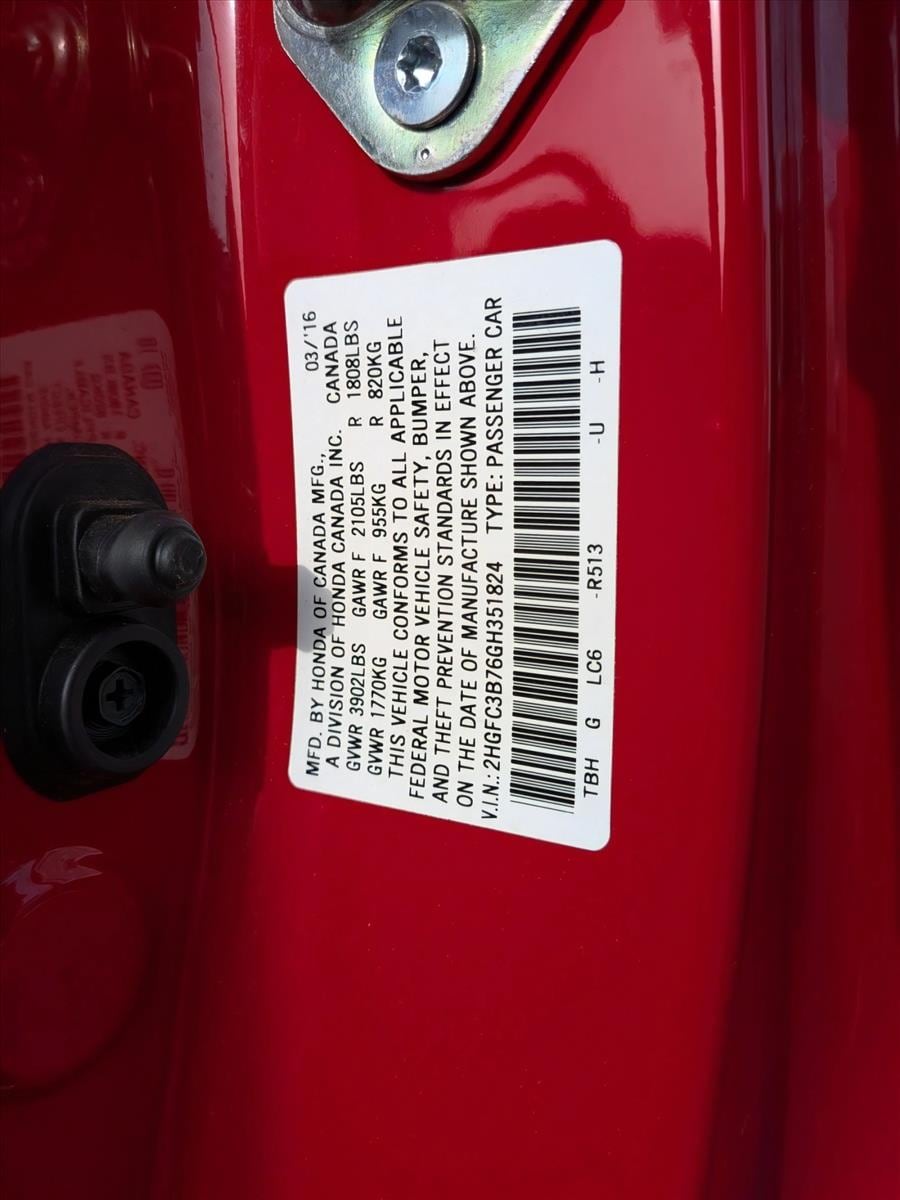 MFD. BY HONDA OF CANADA MFG., 03/'16
A DIVISION OF HONDA CANADA INC. CANADA
GVWR 3902LBS GAWR F 2105LBS R 1808LBS
GVWR 1770KG GAWR F 955KG R 820KG
THIS VEHICLE CONFORMS TO ALL APPLICABLE
FEDERAL MOTOR VEHICLE SAFETY, BUMPER,
AND THEFT PREVENTION STANDARDS IN EFFECT
ON THE DATE OF MANUFACTURE SHOWN ABOVE.
V.I.N.: 2HGFC3B76GH351824 TYPE: PASSENGER CAR
TBH G LC6 -R513 -U -H